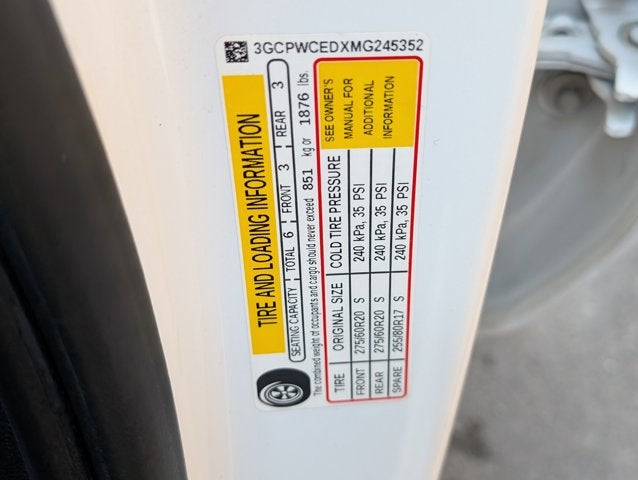 3GCPWCEDXMG245352
TIRE AND LOADING INFORMATION
SEATING CAPACITY TOTAL 6 FRONT 3 REAR 3
The combined weight of occupants and cargo should never exceed 851 kg or 1876 lbs.
TIRE ORIGINAL SIZE COLD TIRE PRESSURE SEE OWNER'S
FRONT 275/60R20 S 240 kPa, 35 PSI MANUAL FOR
REAR 275/60R20 S 240 kPa, 35 PSI ADDITIONAL
SPARE 255/80R17 S 240 kPa, 35 PSI INFORMATION